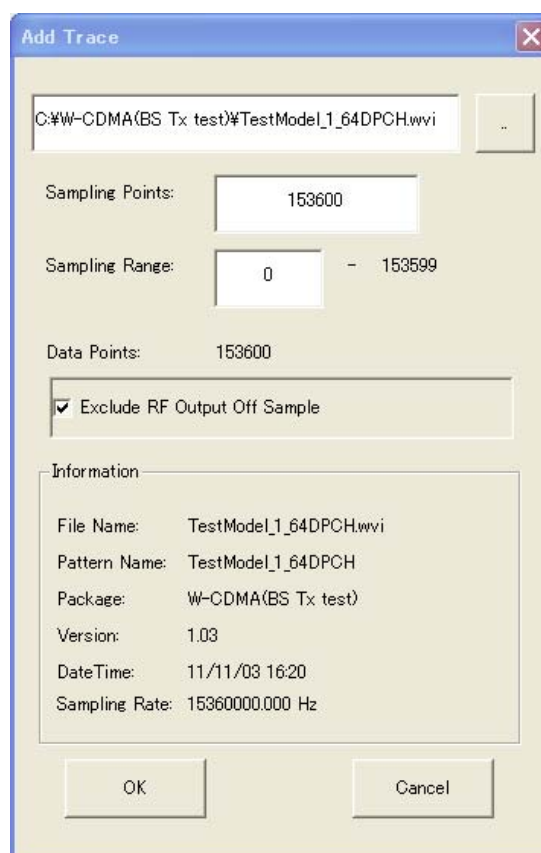 Add Trace
C:¥W-CDMA(BS Tx test)¥TestModel_1_64DPCH.wvi
..
Sampling Points: 153600
Sampling Range: 0 - 153599
Data Points: 153600
Exclude RF Output Off Sample
Information
File Name: TestModel_1_64DPCH.wvi
Pattern Name: TestModel_1_64DPCH
Package: W-CDMA(BS Tx test)
Version: 1.03
DateTime: 11/11/03 16:20
Sampling Rate: 15360000.000 Hz
OK Cancel